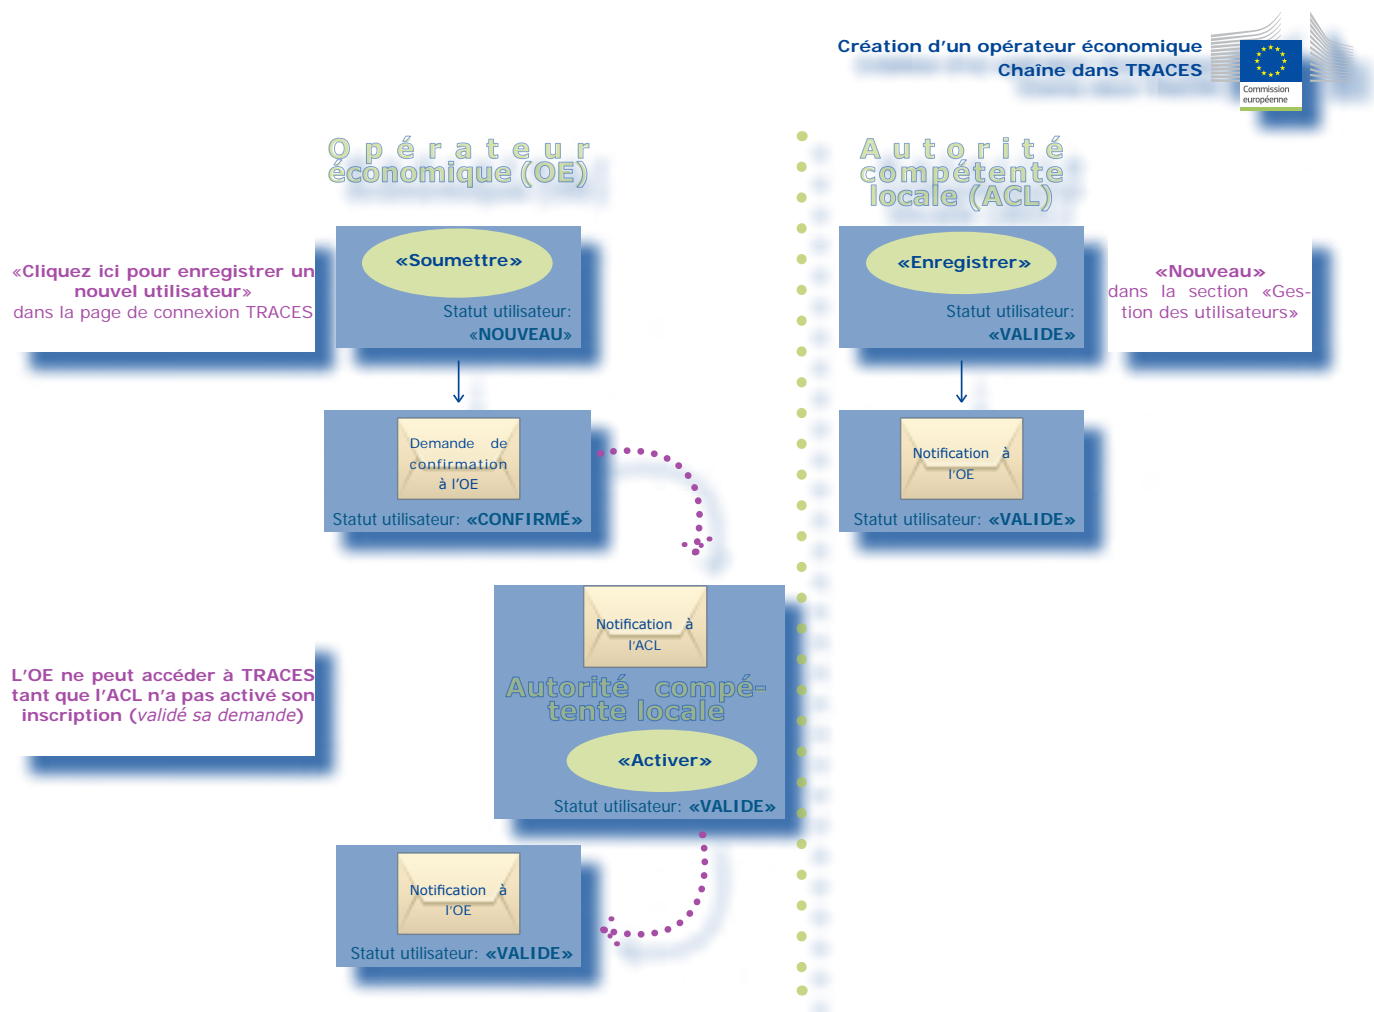 Création d'un opérateur économique
Chaîne dans TRACES
Commission
européenne
Opérateur
économique (OE)
«Cliquez ici pour enregistrer un
nouvel utilisateur»
dans la page de connexion TRACES
«Soumettre»
Statut utilisateur:
«NOUVEAU»
Demande de
confirmation
à l'OE
Statut utilisateur: «CONFIRMÉ»
Notification à
l'ACL
Autorité compé-
tente locale
«Activer»
Statut utilisateur: «VALIDE»
L'OE ne peut accéder à TRACES
tant que l'ACL n'a pas activé son
inscription (validé sa demande)
Notification à
l'OE
Statut utilisateur: «VALIDE»
Autorité
compétente
locale (ACL)
«Enregistrer»
Statut utilisateur:
«VALIDE»
«Nouveau»
dans la section «Ges-
tion des utilisateurs»
Notification à
l'OE
Statut utilisateur: «VALIDE»